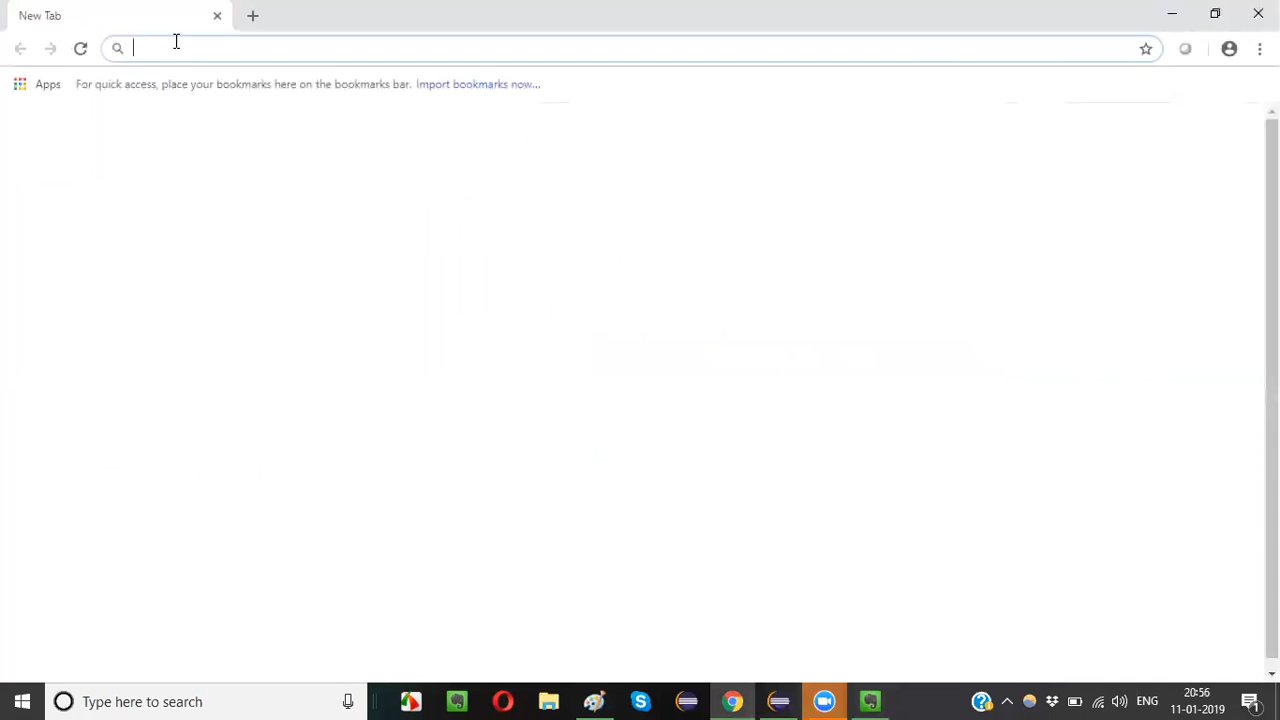 New Tab
Apps For quick access, place your bookmarks here on the bookmarks bar. Import bookmarks now...
Type here to search
ENG
20:56
11-01-2019
1